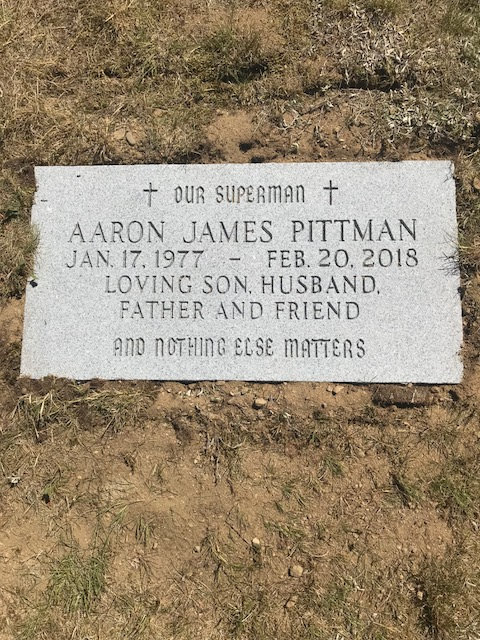 ✝ OUR SUPERMAN ✝
AARON JAMES PITTMAN
JAN. 17, 1977 – FEB. 20, 2018
LOVING SON, HUSBAND,
FATHER AND FRIEND
AND NOTHING ELSE MATTERS